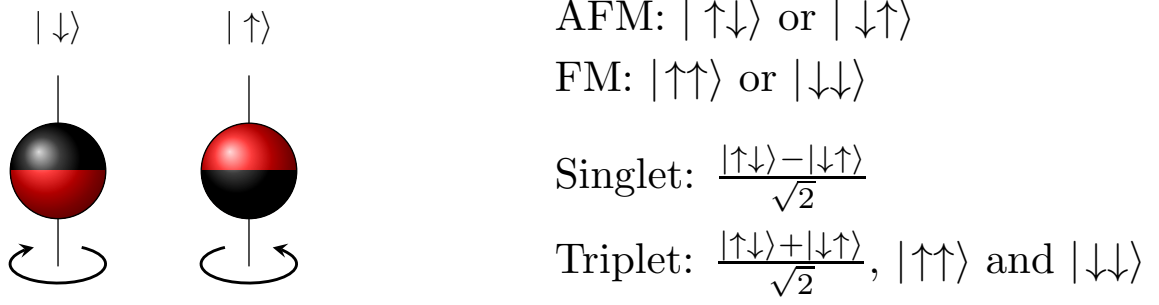 |↓⟩ |↑⟩
AFM: |↑↓⟩ or |↓↑⟩
FM: |↑↑⟩ or |↓↓⟩
Singlet: |↑↓⟩−|↓↑⟩ / √2
Triplet: |↑↓⟩+|↓↑⟩ / √2, |↑↑⟩ and |↓↓⟩